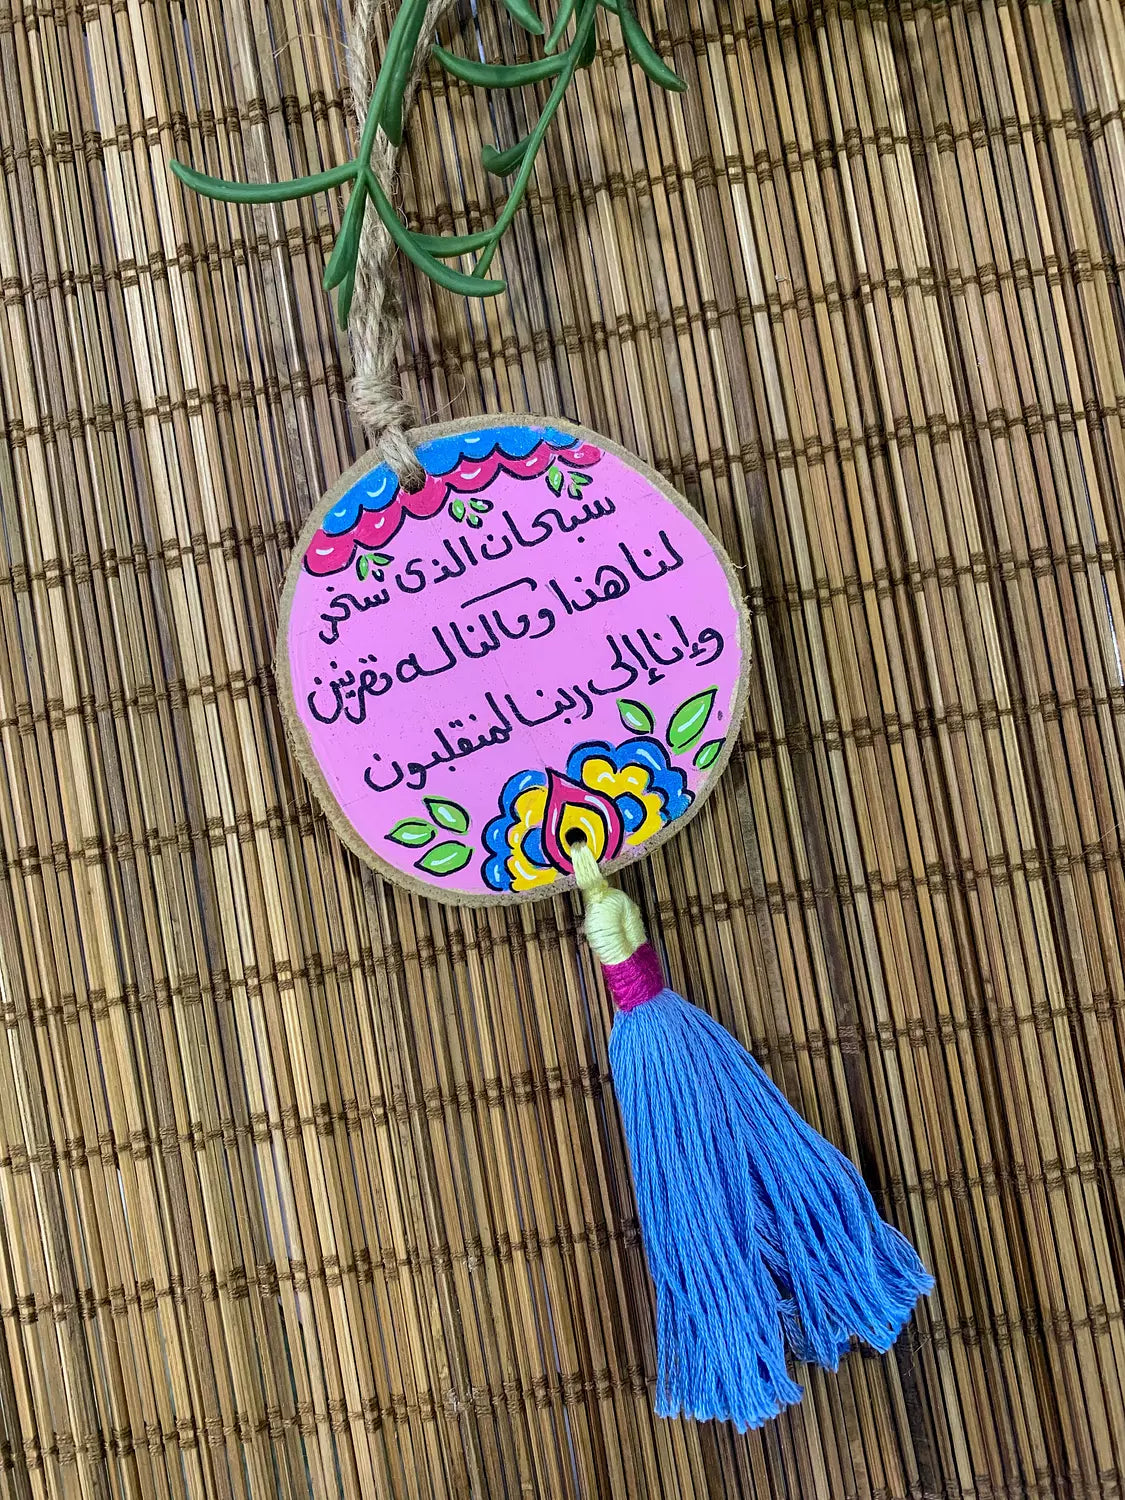 سبحان الذى سخر
لنا هذا وما كنا له مقرنين
وإنا إلى ربنا لمنقلبون